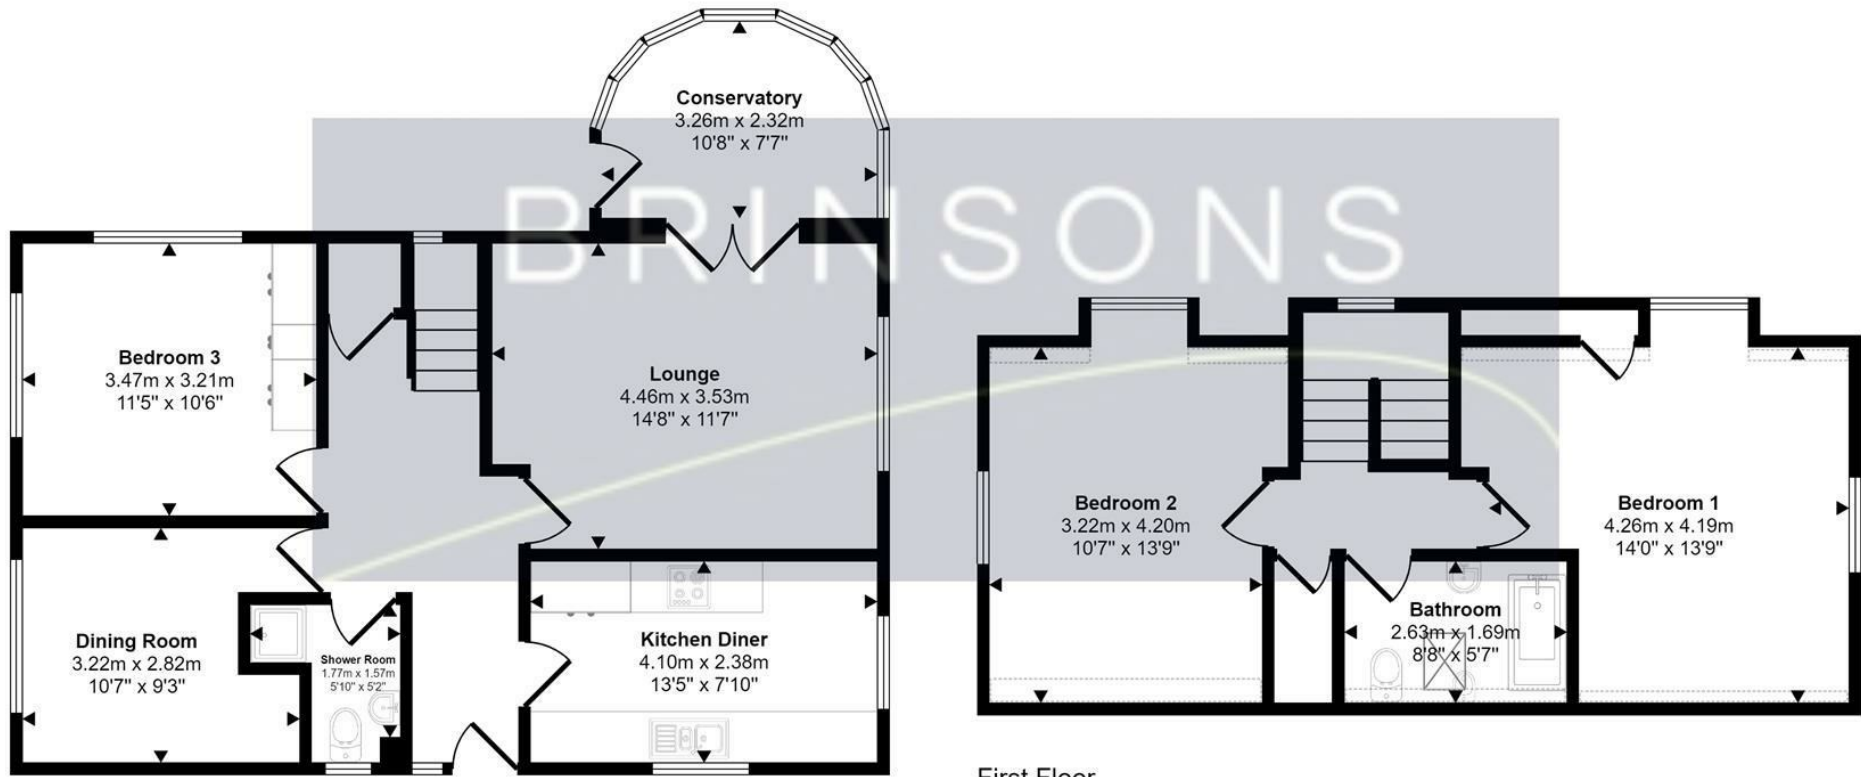 Conservatory
3.26m x 2.32m
10'8" x 7'7"
BRINSONS
Bedroom 3
3.47m x 3.21m
11'5" x 10'6"
Lounge
4.46m x 3.53m
14'8" x 11'7"
Dining Room
3.22m x 2.82m
10'7" x 9'3"
Shower Room
1.77m x 1.57m
5'10" x 5'2"
Kitchen Diner
4.10m x 2.38m
13'5" x 7'10"
Bedroom 2
3.22m x 4.20m
10'7" x 13'9"
Bedroom 1
4.26m x 4.19m
14'0" x 13'9"
Bathroom
2.63m x 1.69m
8'8" x 5'7"
First Floor